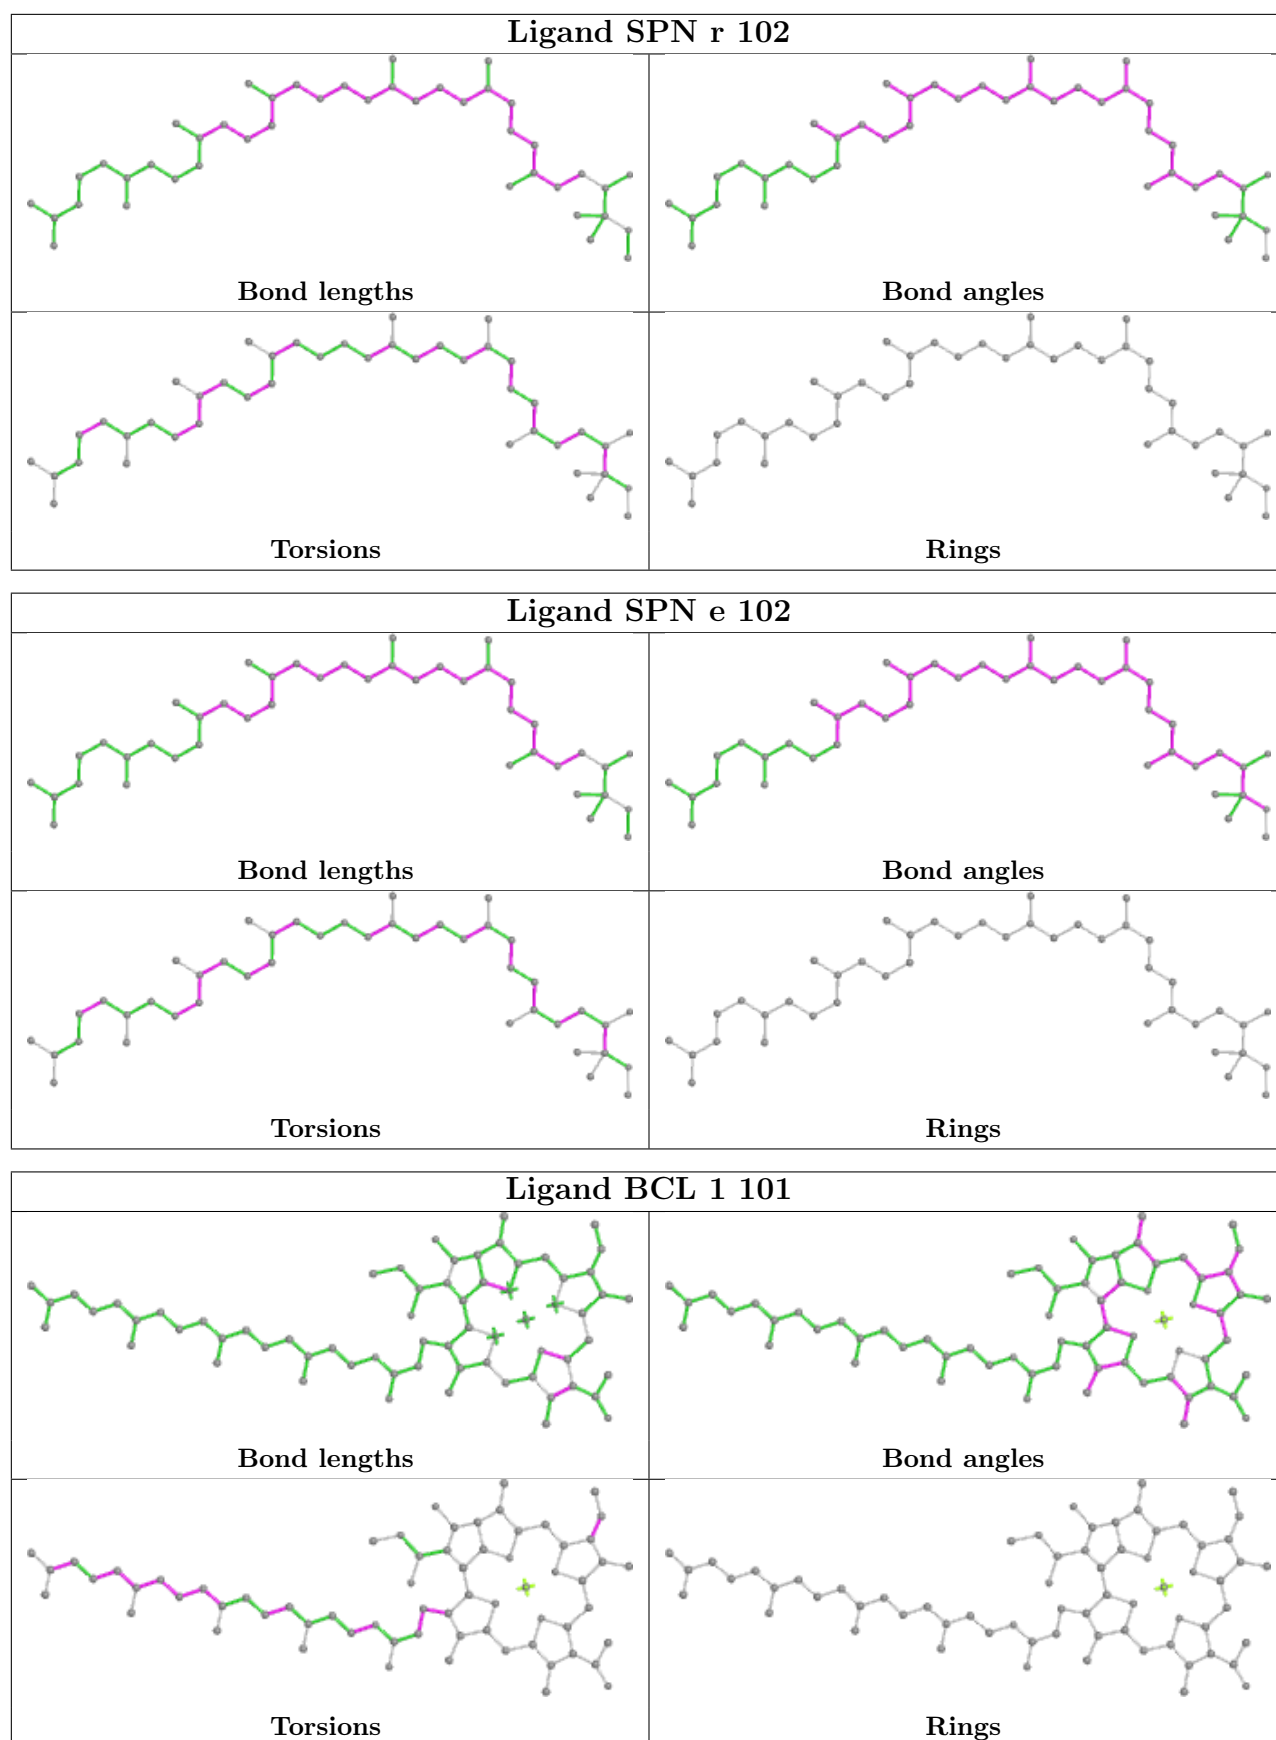 Ligand SPN r 102
Bond lengths
Bond angles
Torsions
Rings
Ligand SPN e 102
Bond lengths
Bond angles
Torsions
Rings
Ligand BCL 1 101
Bond lengths
Bond angles
Torsions
Rings